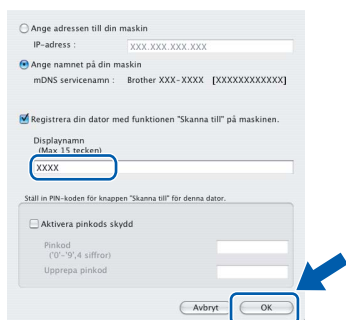 Ange adressen till din maskin
IP-adress : XXX.XXX.XXX.XXX
Ange namnet på din maskin
mDNS servicenamn : Brother XXX-XXXX [XXXXXXXXXXXX]
Registrera din dator med funktionen "Skanna till" på maskinen.
Displaynamn
(Max 15 tecken)
XXXX
Ställ in PIN-koden för knappen "Skanna till" för denna dator.
Aktivera pinkods skydd
Pinkod
('0'-'9',4 siffror)
Upprepa pinkod
Avbryt OK